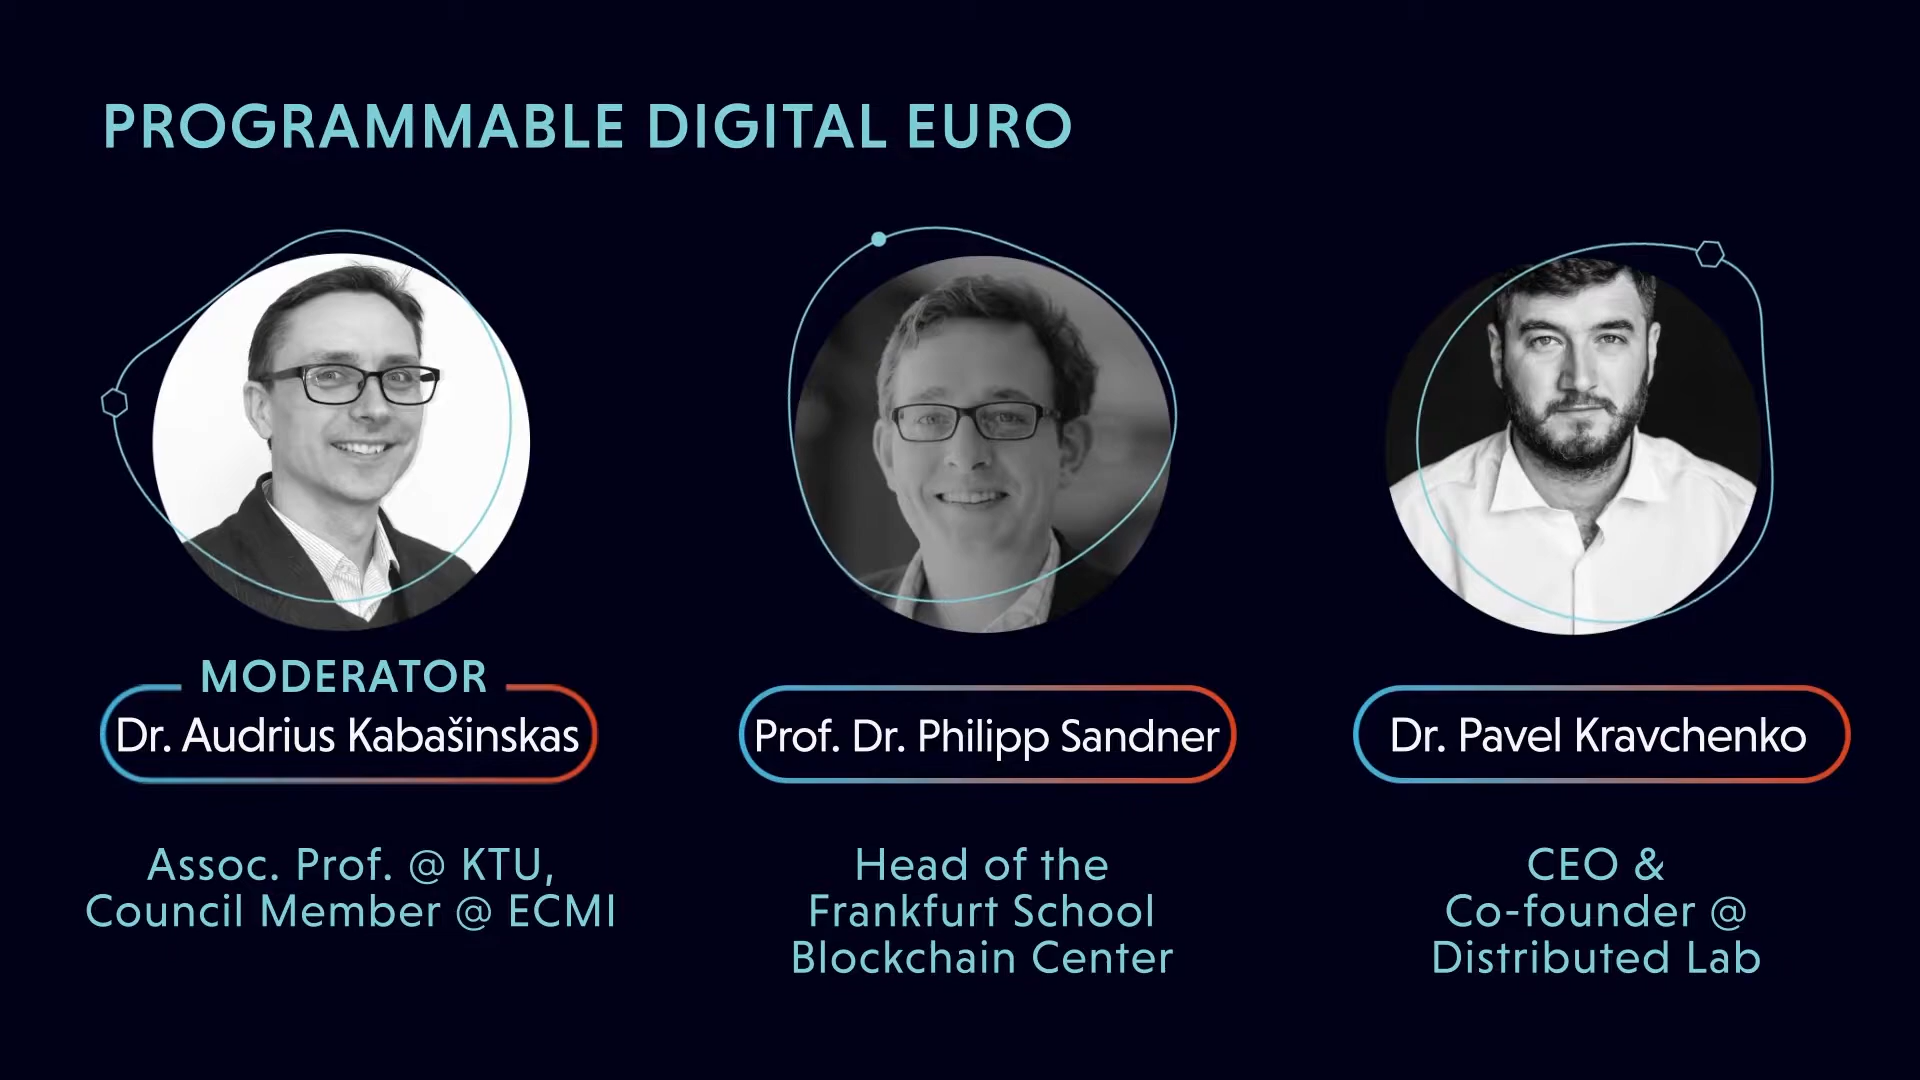 PROGRAMMABLE DIGITAL EURO
MODERATOR
Dr. Audrius Kabašinskas
Assoc. Prof. @ KTU,
Council Member @ ECMI
Prof. Dr. Philipp Sandner
Head of the
Frankfurt School
Blockchain Center
Dr. Pavel Kravchenko
CEO &
Co-founder @
Distributed Lab